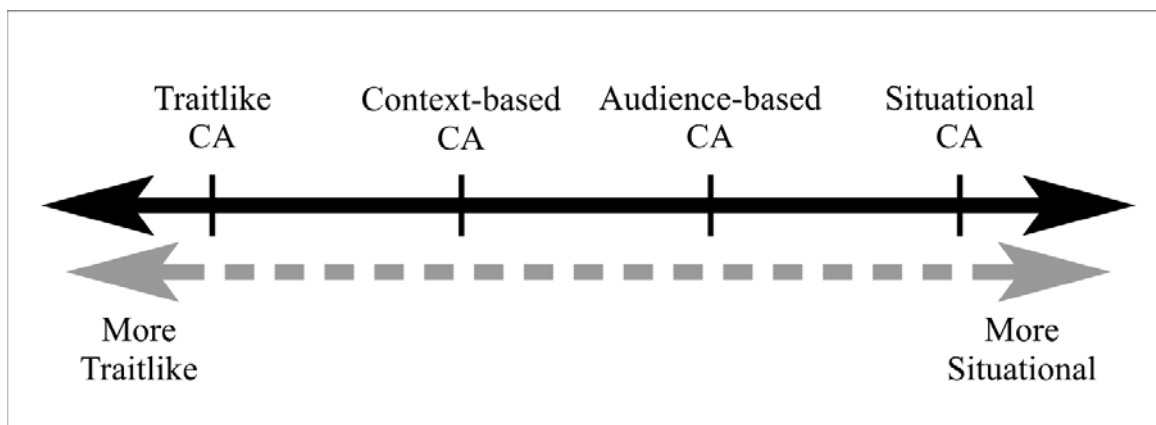 Traitlike
CA
Context-based
CA
Audience-based
CA
Situational
CA
More
Traitlike
More
Situational